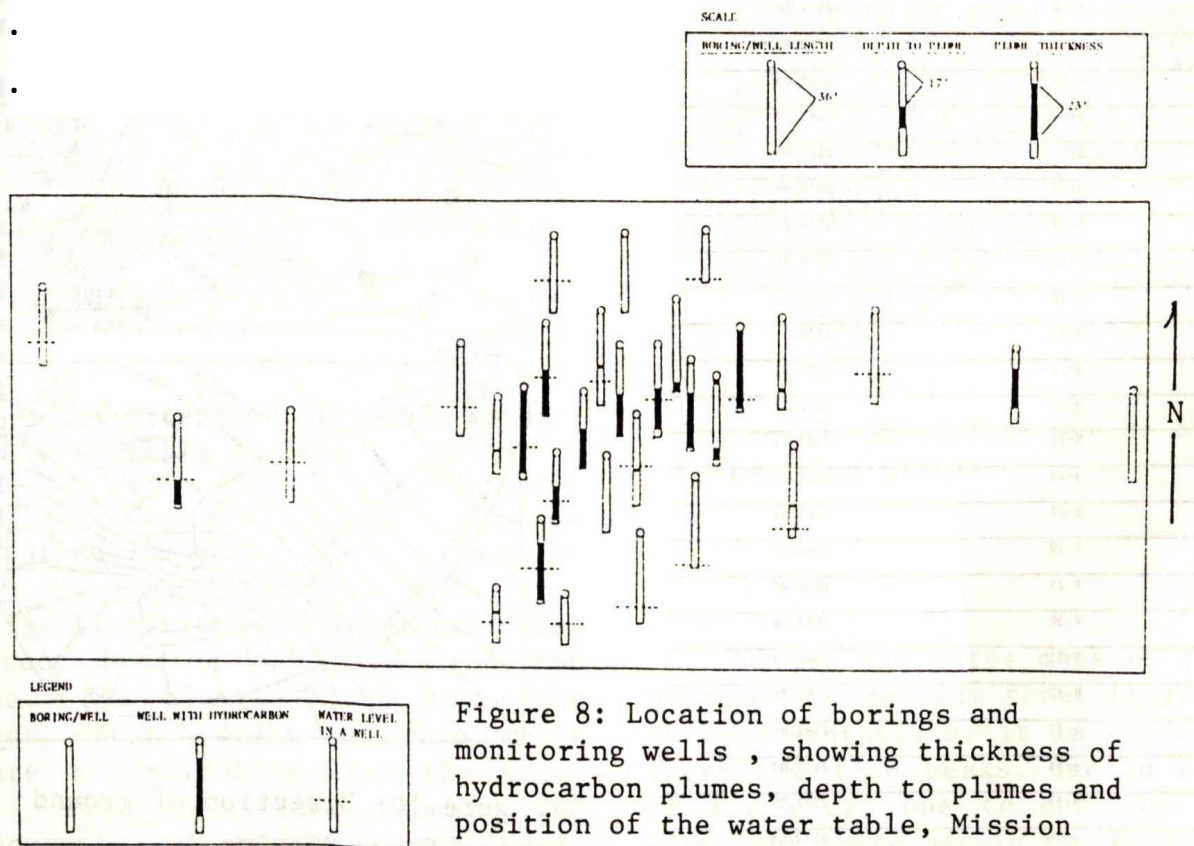 SCALE
BORING/WELL LENGTH DEPTH TO PLUME PLUME THICKNESS
36' 17' 23'
N
LEGEND
BORING/WELL WELL WITH HYDROCARBON WATER LEVEL
IN A WELL
Figure 8: Location of borings and
monitoring wells , showing thickness of
hydrocarbon plumes, depth to plumes and
position of the water table, Mission